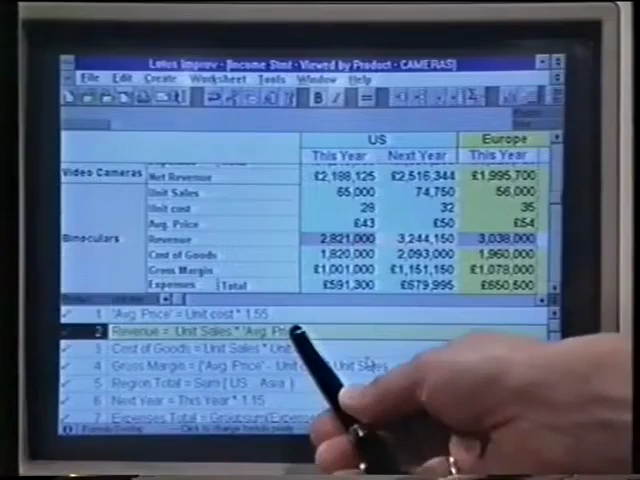 Lotus Improv - [Income Stmt - Viewed by Product - CAMERAS]
File Edit Create Worksheet Tools Window Help
US Europe
This Year Next Year This Year
Video Cameras Net Revenue £2,188,125 £2,516,344 £1,995,700
Unit Sales 65,000 74,750 56,000
Unit cost 28 32 35
Avg. Price £43 £50 £54
Binoculars Revenue 2,821,000 3,244,150 3,038,000
Cost of Goods 1,820,000 2,093,000 1,960,000
Gross Margin £1,001,000 £1,151,150 £1,078,000
Expenses Total £591,300 £679,995 £650,500
1 'Avg. Price' = Unit cost * 1.55
2 Revenue = Unit Sales * 'Avg. Pri
3 Cost of Goods = Unit Sales * Uni
4 Gross Margin = ('Avg. Price' - Unit Sales
5 Region Total = Sum ( US Asia )
6 Next Year = This Year * 1.15
7 Expenses Total = Groupsum(Expense